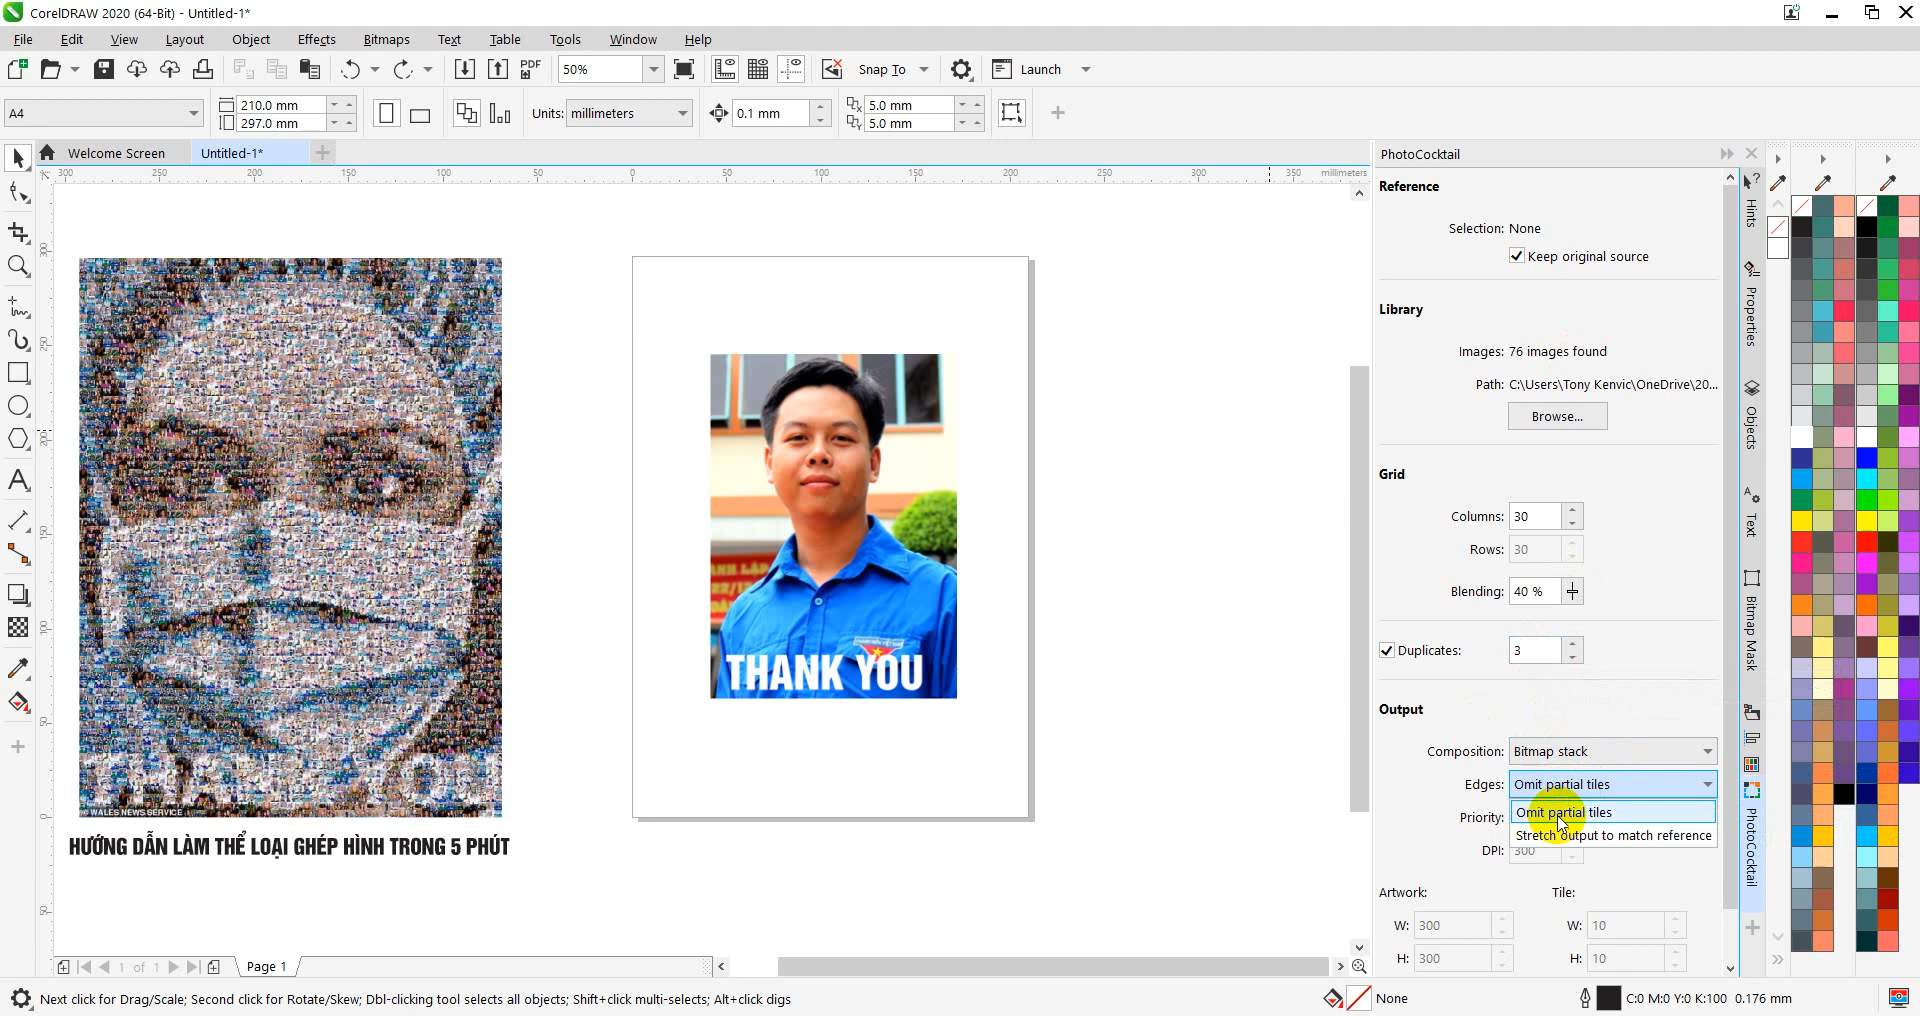 CorelDRAW 2020 (64-Bit) - Untitled-1*
File Edit View Layout Object Effects Bitmaps Text Table Tools Window Help
PDF 50% Snap To Launch
A4 210.0 mm 297.0 mm Units: millimeters 0.1 mm 5.0 mm 5.0 mm
Welcome Screen Untitled-1*
300 250 200 150 100 50 0 50 100 150 200 250 300 350 millimeters
WALES NEWS SERVICE
HƯỚNG DẪN LÀM THỂ LOẠI GHÉP HÌNH TRONG 5 PHÚT
THANK YOU
PhotoCocktail
Reference
Selection: None
Keep original source
Library
Images: 76 images found
Path: C:\Users\Tony Kenvic\OneDrive\20...
Browse...
Grid
Columns: 30
Rows: 30
Blending: 40 %
Duplicates: 3
Output
Composition: Bitmap stack
Edges: Omit partial tiles
Omit partial tiles
Priority:
Stretch output to match reference
DPI: 300
Artwork: Tile:
W: 300 W: 10
H: 300 H: 10
Hints
Properties
Objects
Text
Bitmap Mask
PhotoCocktail
1 of 1 Page 1
Next click for Drag/Scale; Second click for Rotate/Skew; Dbl-clicking tool selects all objects; Shift+click multi-selects; Alt+click digs
None C:0 M:0 Y:0 K:100 0.176 mm